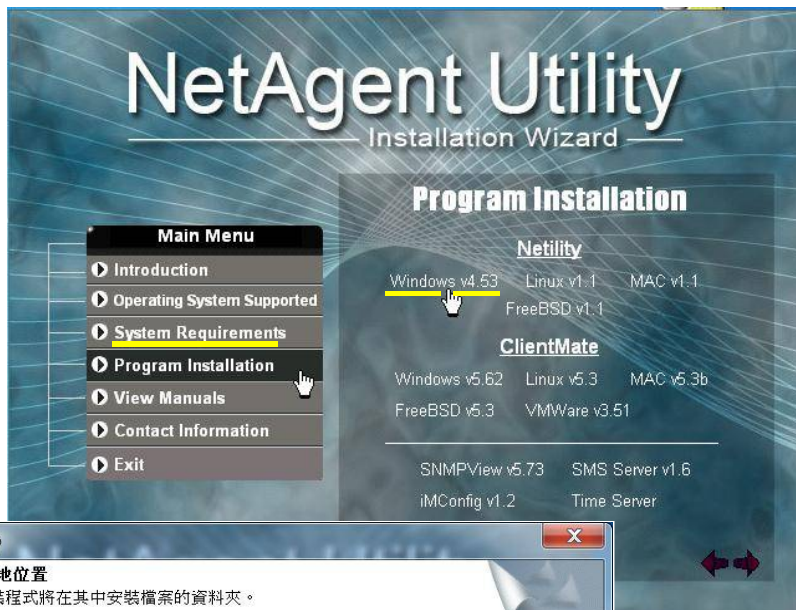 NetAgent Utility
Installation Wizard
Main Menu
Introduction
Operating System Supported
System Requirements
Program Installation
View Manuals
Contact Information
Exit
Program Installation
Netility
Windows v4.53 Linux v1.1 MAC v1.1
FreeBSD v1.1
ClientMate
Windows v5.62 Linux v5.3 MAC v5.3b
FreeBSD v5.3 VMWare v3.51
SNMPView v5.73 SMS Server v1.6
iMConfig v1.2 Time Server
地位置
裝程式將在其中安裝檔案的資料夾。